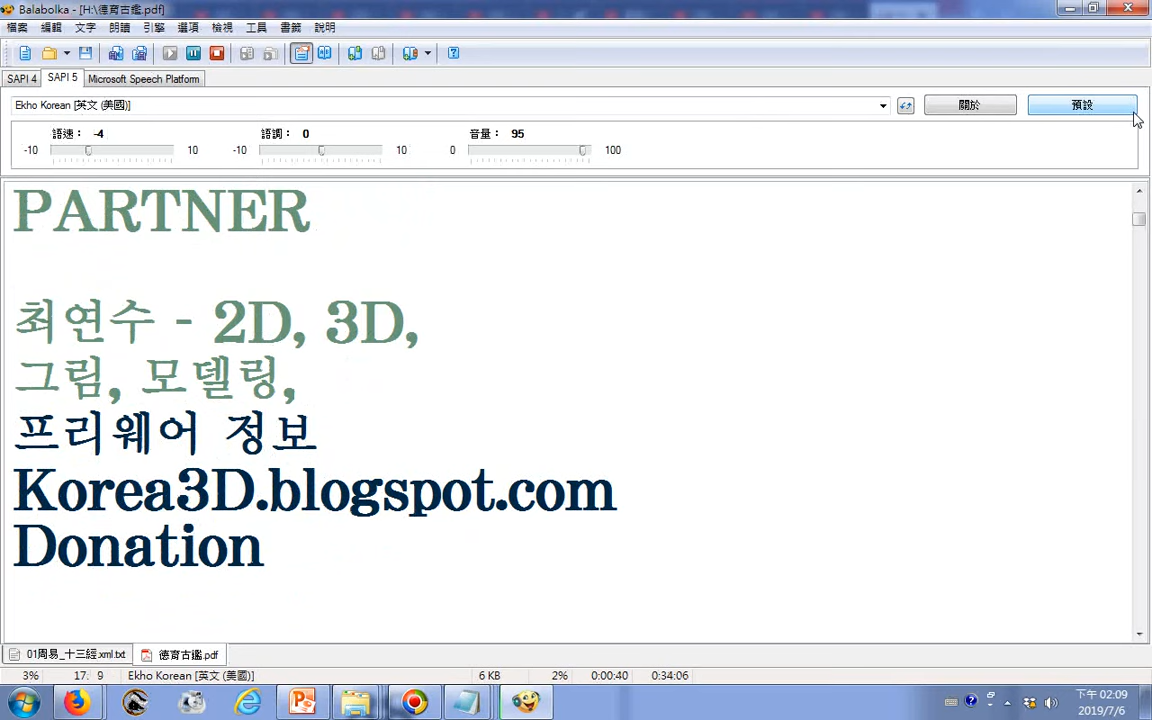 Balabolka - [H:\德育古鑑.pdf]
檔案 編輯 文字 朗讀 引擎 選項 檢視 工具 書籤 說明
SAPI 4 SAPI 5 Microsoft Speech Platform
Ekho Korean [英文 (美國)] 關於 預設
語速： -4 語調： 0 音量： 95
-10 10 -10 10 0 100
PARTNER
최연수 - 2D, 3D,
그림, 모델링,
프리웨어 정보
Korea3D.blogspot.com
Donation
01周易_十三經.xml.txt 德育古鑑.pdf
3% 17: 9 Ekho Korean [英文 (美國)] 6 KB 2% 0:00:40 0:34:06
下午 02:09
2019/7/6